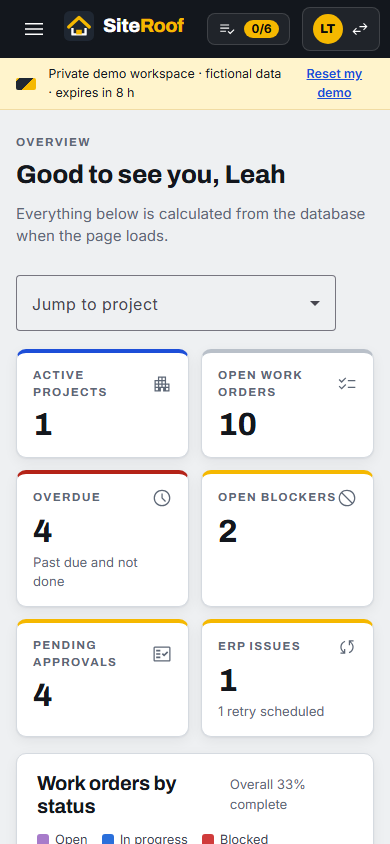 SiteRoof
0/6
LT
Private demo workspace · fictional data
· expires in 8 h
Reset my
demo
OVERVIEW
Good to see you, Leah
Everything below is calculated from the database
when the page loads.
Jump to project
ACTIVE
PROJECTS
1
OPEN WORK
ORDERS
10
OVERDUE
4
Past due and not
done
OPEN BLOCKERS
2
PENDING
APPROVALS
4
ERP ISSUES
1
1 retry scheduled
Work orders by
status
Overall 33%
complete
Open
In progress
Blocked